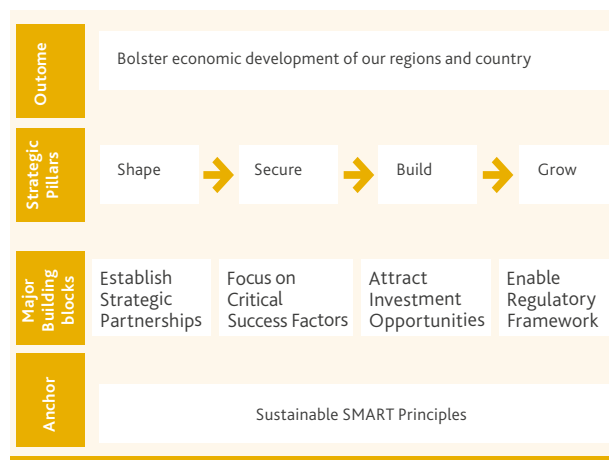 Outome
Bolster economic development of our regions and country
Strategic
Pillars
Shape
Secure
Build
Grow
Major
Building
blocks
Establish
Strategic
Partnerships
Focus on
Critical
Success Factors
Attract
Investment
Opportunities
Enable
Regulatory
Framework
Anchor
Sustainable SMART Principles